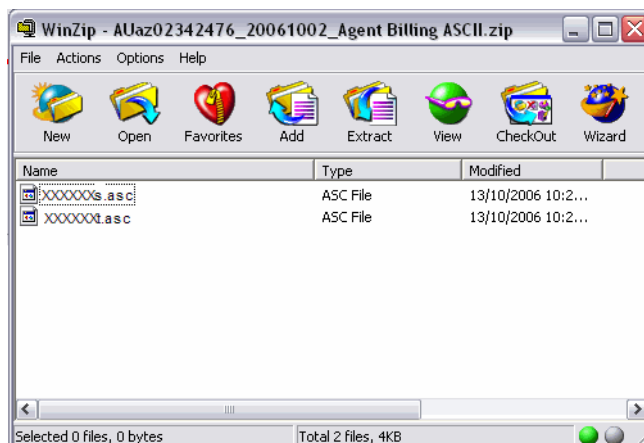 WinZip - AUaz02342476_20061002_Agent Billing ASCII.zip
File Actions Options Help
New Open Favorites Add Extract View CheckOut Wizard
Name Type Modified
XXXXXXs.asc ASC File 13/10/2006 10:2...
XXXXXXt.asc ASC File 13/10/2006 10:2...
Selected 0 files, 0 bytes Total 2 files, 4KB